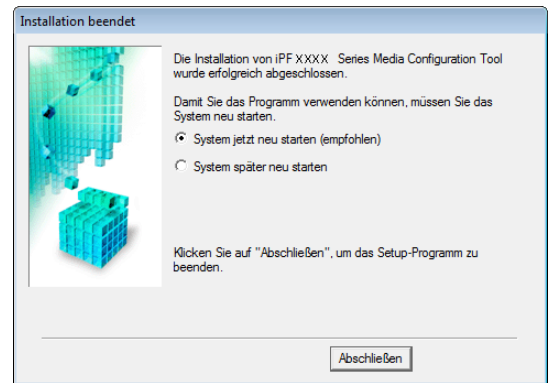 Installation beendet
Die Installation von iPF XXXX Series Media Configuration Tool
wurde erfolgreich abgeschlossen.
Damit Sie das Programm verwenden können, müssen Sie das
System neu starten.
System jetzt neu starten (empfohlen)
System später neu starten
Klicken Sie auf "Abschließen", um das Setup-Programm zu
beenden.
Abschließen